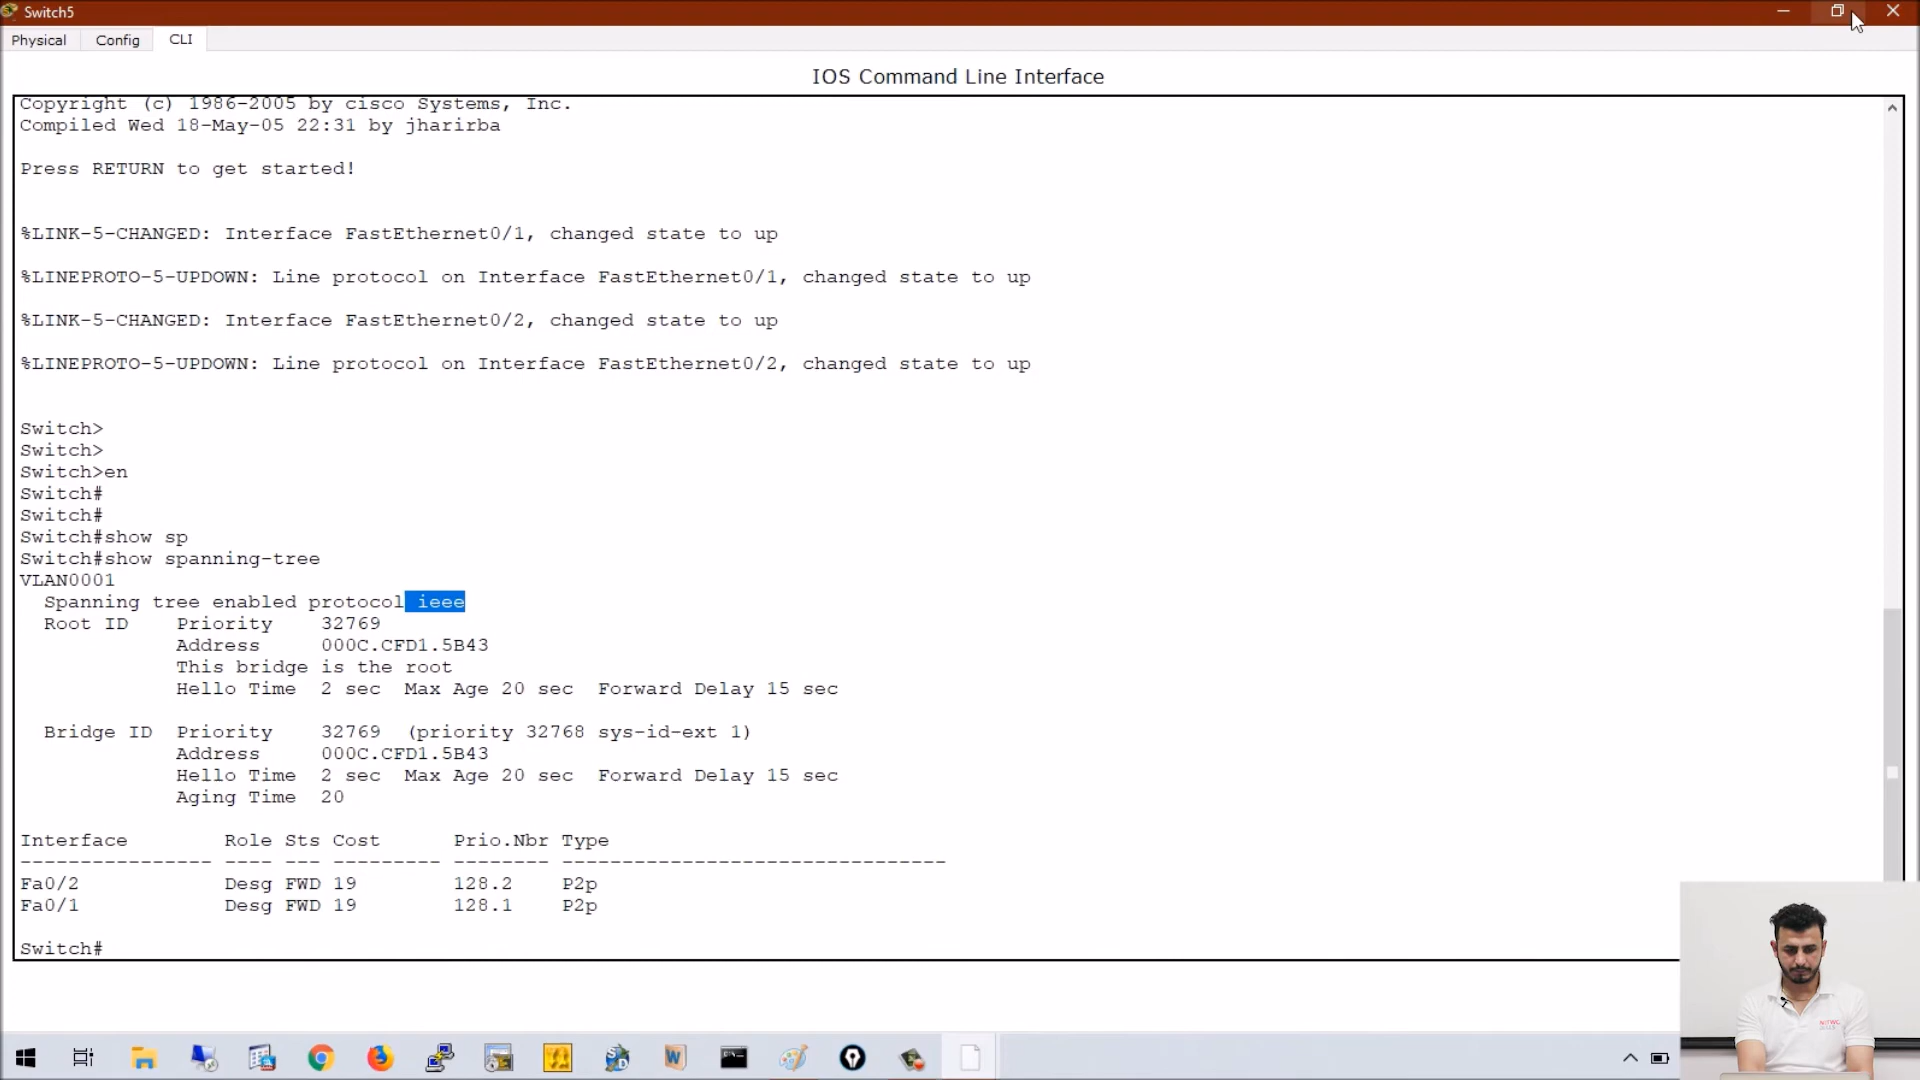 Switch5
Physical Config CLI
IOS Command Line Interface
Copyright (c) 1986-2005 by cisco Systems, Inc.
Compiled Wed 18-May-05 22:31 by jharirba
Press RETURN to get started!
%LINK-5-CHANGED: Interface FastEthernet0/1, changed state to up
%LINEPROTO-5-UPDOWN: Line protocol on Interface FastEthernet0/1, changed state to up
%LINK-5-CHANGED: Interface FastEthernet0/2, changed state to up
%LINEPROTO-5-UPDOWN: Line protocol on Interface FastEthernet0/2, changed state to up
Switch>
Switch>
Switch>en
Switch#
Switch#
Switch#show sp
Switch#show spanning-tree
VLAN0001
Spanning tree enabled protocol ieee
Root ID Priority 32769
Address 000C.CFD1.5B43
This bridge is the root
Hello Time 2 sec Max Age 20 sec Forward Delay 15 sec
Bridge ID Priority 32769 (priority 32768 sys-id-ext 1)
Address 000C.CFD1.5B43
Hello Time 2 sec Max Age 20 sec Forward Delay 15 sec
Aging Time 20
Interface Role Sts Cost Prio.Nbr Type
---------------- ---- --- --------- -------- --------------------------------
Fa0/2 Desg FWD 19 128.2 P2p
Fa0/1 Desg FWD 19 128.1 P2p
Switch#